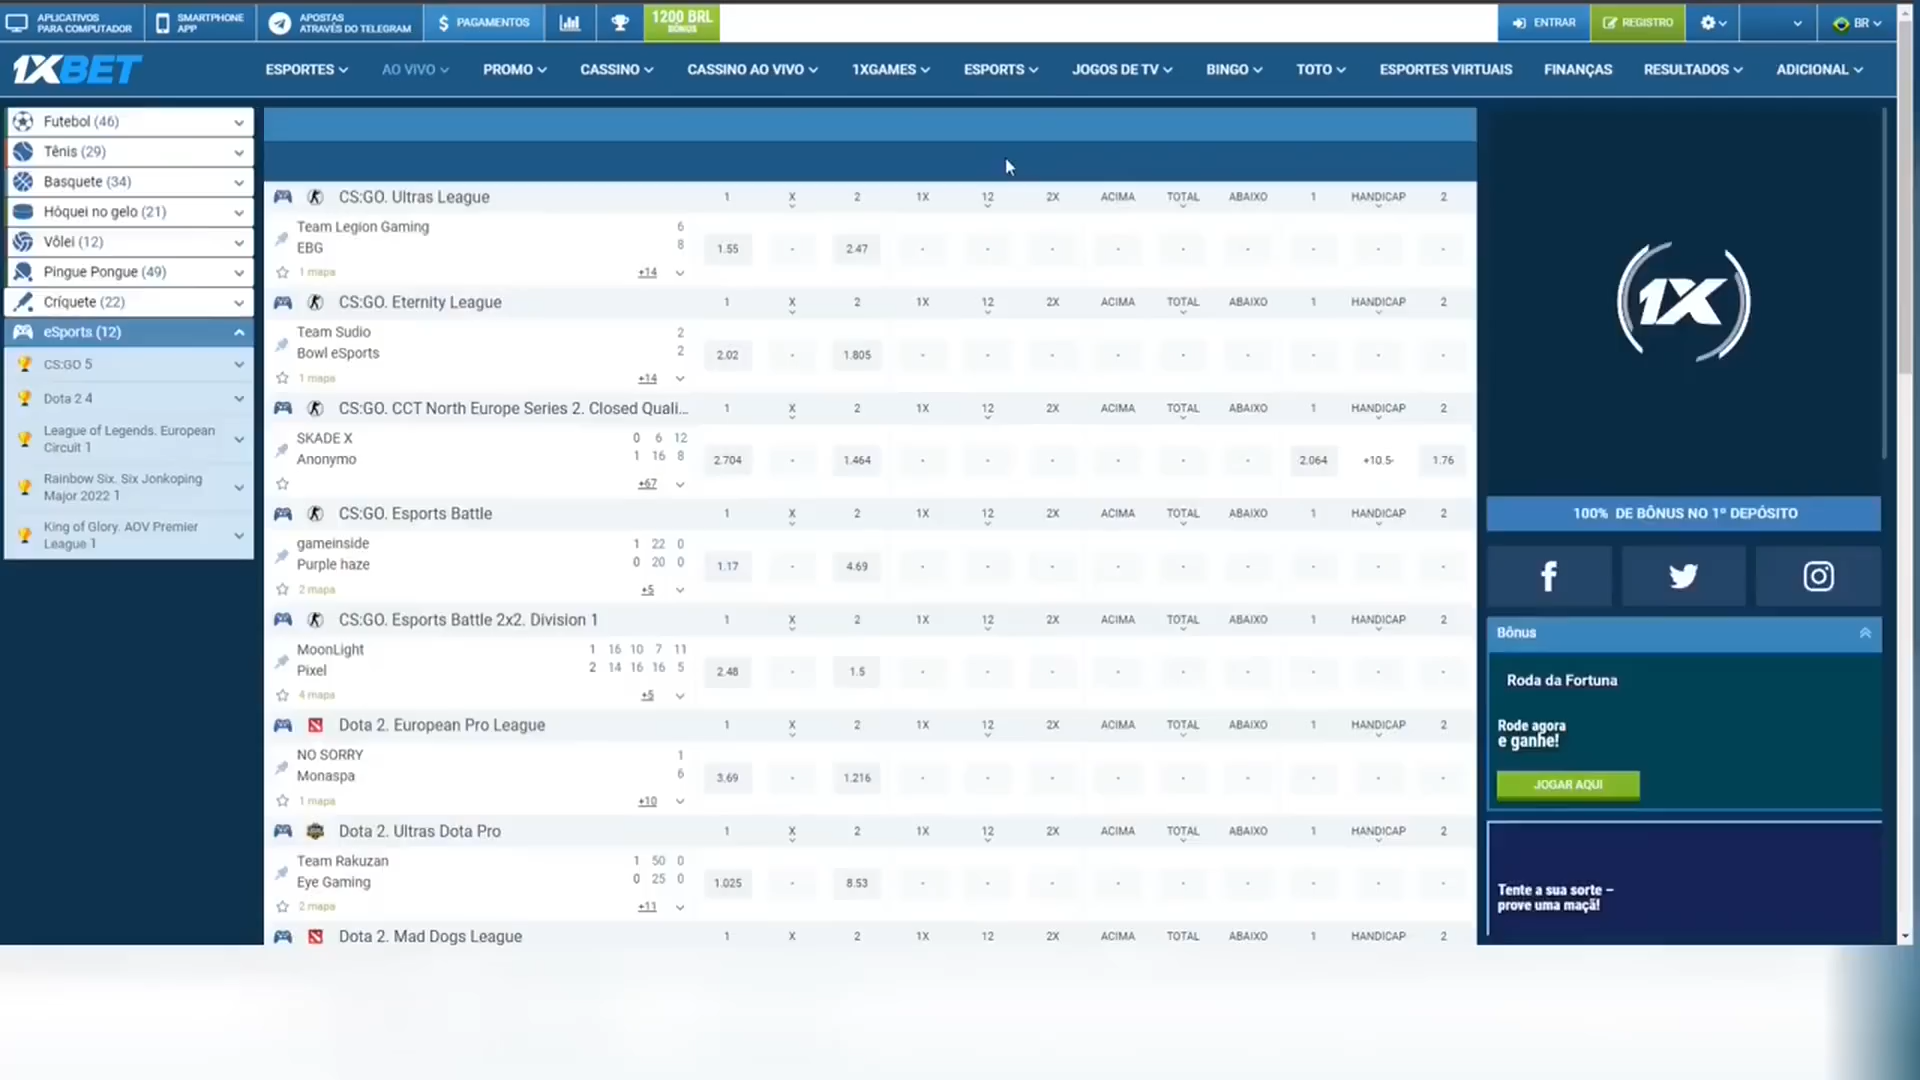 APLICATIVOS
PARA COMPUTADOR
SMARTPHONE
APP
APOSTAS
ATRAVÉS DO TELEGRAM
$ PAGAMENTOS
1200 BRL
BÔNUS
ENTRAR
REGISTRO
BR
1XBET
ESPORTES
AO VIVO
PROMO
CASSINO
CASSINO AO VIVO
1XGAMES
ESPORTS
JOGOS DE TV
BINGO
TOTO
ESPORTES VIRTUAIS
FINANÇAS
RESULTADOS
ADICIONAL
Futebol (46)
Tênis (29)
Basquete (34)
Hóquei no gelo (21)
Vôlei (12)
Pingue Pongue (49)
Críquete (22)
eSports (12)
CS:GO 5
Dota 2 4
League of Legends. European
Circuit 1
Rainbow Six. Six Jonkoping
Major 2022 1
King of Glory. AOV Premier
League 1
CS:GO. Ultras League 1 X 2 1X 12 2X ACIMA TOTAL ABAIXO 1 HANDICAP 2
Team Legion Gaming 6
EBG 8
1.55 - 2.47 - - - - - - - - -
1 mapa +14
CS:GO. Eternity League 1 X 2 1X 12 2X ACIMA TOTAL ABAIXO 1 HANDICAP 2
Team Sudio 2
Bowl eSports 2
2.02 - 1.805 - - - - - - - - -
1 mapa +14
CS:GO. CCT North Europe Series 2. Closed Quali... 1 X 2 1X 12 2X ACIMA TOTAL ABAIXO 1 HANDICAP 2
SKADE X 0 6 12
Anonymo 1 16 8
2.704 - 1.464 - - - - - - 2.064 +10.5- 1.76
+67
CS:GO. Esports Battle 1 X 2 1X 12 2X ACIMA TOTAL ABAIXO 1 HANDICAP 2
gameinside 1 22 0
Purple haze 0 20 0
1.17 - 4.69 - - - - - - - - -
2 mapa +5
CS:GO. Esports Battle 2x2. Division 1 1 X 2 1X 12 2X ACIMA TOTAL ABAIXO 1 HANDICAP 2
MoonLight 1 16 10 7 11
Pixel 2 14 16 16 5
2.48 - 1.5 - - - - - - - - -
4 mapa +5
Dota 2. European Pro League 1 X 2 1X 12 2X ACIMA TOTAL ABAIXO 1 HANDICAP 2
NO SORRY 1
Monaspa 6
3.69 - 1.216 - - - - - - - - -
1 mapa +10
Dota 2. Ultras Dota Pro 1 X 2 1X 12 2X ACIMA TOTAL ABAIXO 1 HANDICAP 2
Team Rakuzan 1 50 0
Eye Gaming 0 25 0
1.025 - 8.53 - - - - - - - - -
2 mapa +11
Dota 2. Mad Dogs League 1 X 2 1X 12 2X ACIMA TOTAL ABAIXO 1 HANDICAP 2
1X
100% DE BÔNUS NO 1º DEPÓSITO
Bônus
Roda da Fortuna
Rode agora
e ganhe!
JOGAR AQUI
Tente a sua sorte –
prove uma maçã!